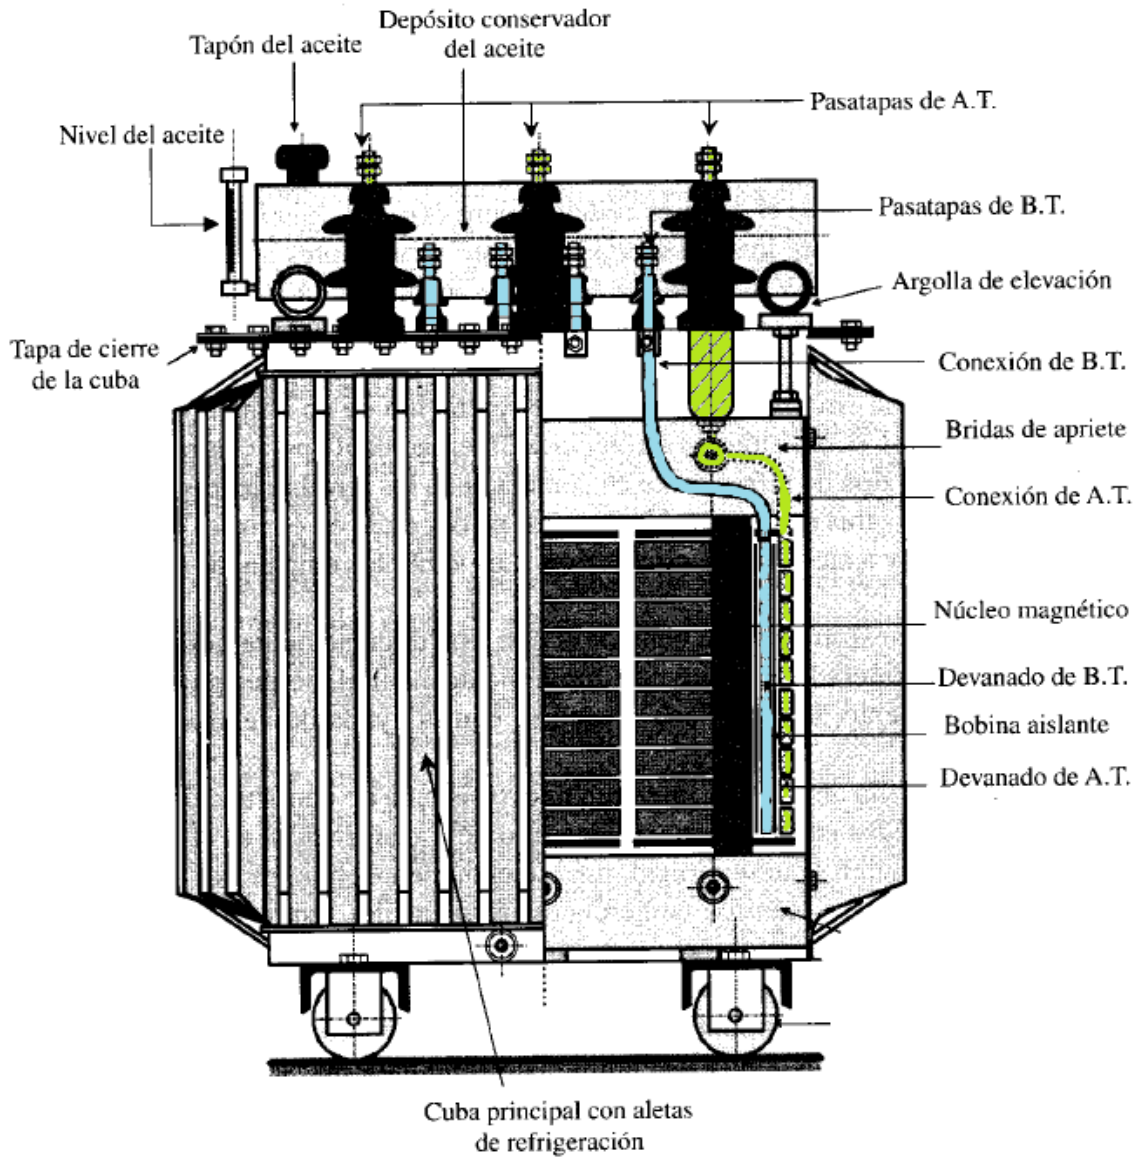 Depósito conservador
del aceite
Tapón del aceite
Pasatapas de A.T.
Nivel del aceite
Pasatapas de B.T.
Argolla de elevación
Tapa de cierre
de la cuba
Conexión de B.T.
Bridas de apriete
Conexión de A.T.
Núcleo magnético
Devanado de B.T.
Bobina aislante
Devanado de A.T.
Cuba principal con aletas
de refrigeración